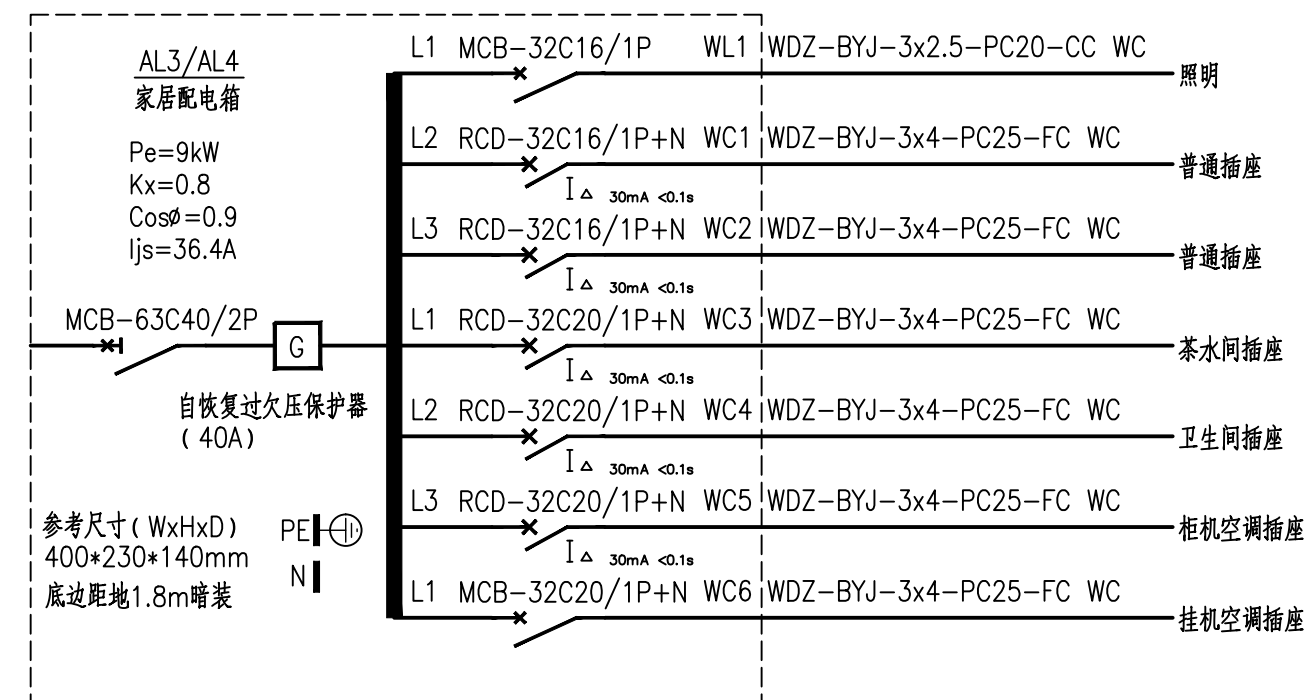 AL3/AL4
家居配电箱
Pe=9kW
Kx=0.8
Cosø=0.9
Ijs=36.4A
MCB-63C40/2P
G
自恢复过欠压保护器
(40A)
参考尺寸(WxHxD)
400*230*140mm
底边距地1.8m暗装
PE
N
L1 MCB-32C16/1P WL1 WDZ-BYJ-3x2.5-PC20-CC WC
照明
L2 RCD-32C16/1P+N WC1 WDZ-BYJ-3x4-PC25-FC WC
普通插座
I△ 30mA <0.1s
L3 RCD-32C16/1P+N WC2 WDZ-BYJ-3x4-PC25-FC WC
普通插座
I△ 30mA <0.1s
L1 RCD-32C20/1P+N WC3 WDZ-BYJ-3x4-PC25-FC WC
茶水间插座
I△ 30mA <0.1s
L2 RCD-32C20/1P+N WC4 WDZ-BYJ-3x4-PC25-FC WC
卫生间插座
I△ 30mA <0.1s
L3 RCD-32C20/1P+N WC5 WDZ-BYJ-3x4-PC25-FC WC
柜机空调插座
I△ 30mA <0.1s
L1 MCB-32C20/1P+N WC6 WDZ-BYJ-3x4-PC25-FC WC
挂机空调插座